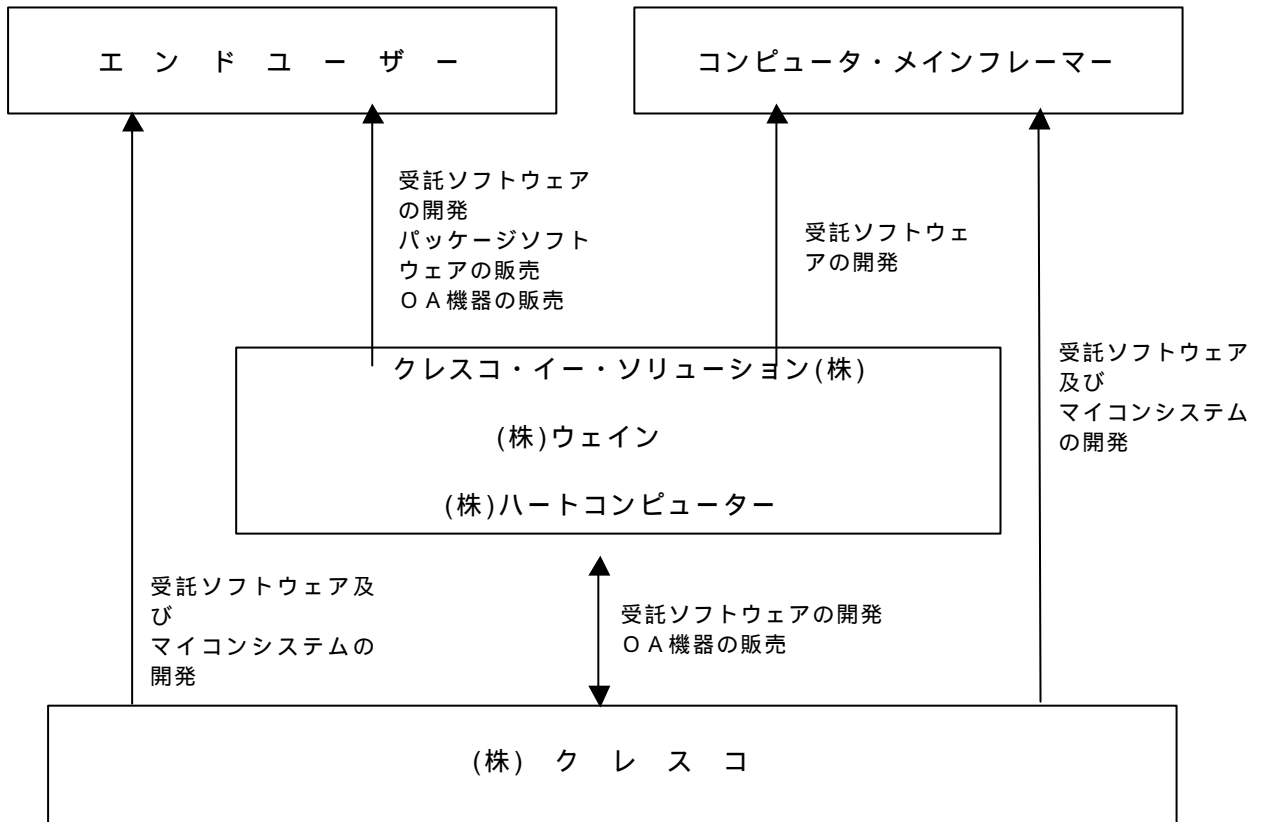 エ ン ド ユ ー ザ ー
コンピュータ・メインフレーマー
受託ソフトウェア
の開発
パッケージソフト
ウェアの販売
ＯＡ機器の販売
受託ソフトウェ
アの開発
クレスコ・イー・ソリューション(株)
(株)ウェイン
(株)ハートコンピューター
受託ソフトウェア
及び
マイコンシステム
の開発
受託ソフトウェア及
び
マイコンシステムの
開発
受託ソフトウェアの開発
ＯＡ機器の販売
(株) ク レ ス コ